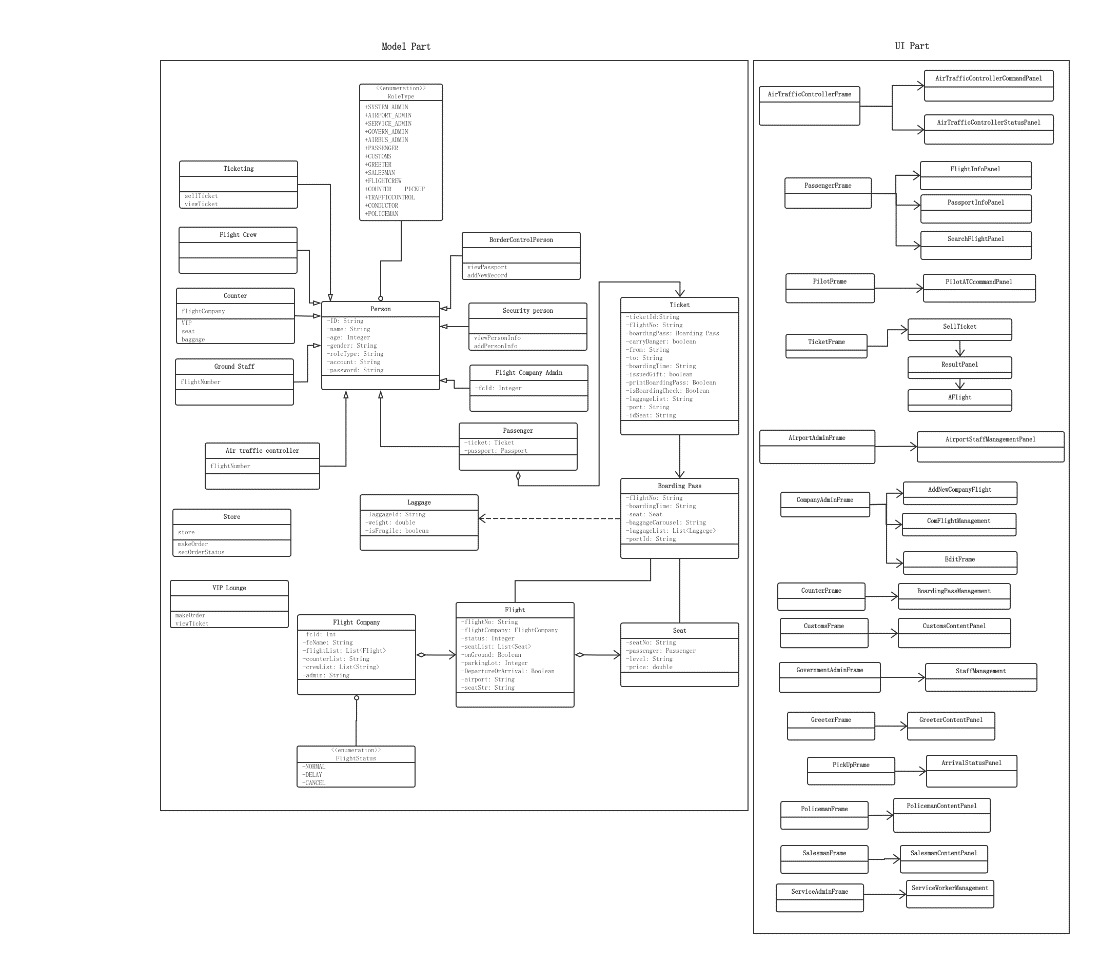 Model Part
<<enumeration>>
RoleType
+SYSTEM_ADMIN
+AIRPORT_ADMIN
+SERVICE_ADMIN
+GOVERN_ADMIN
+AIRBUS_ADMIN
+PASSENGER
+CUSTOMS
+GREETER
+SALESMAN
+FLIGHTCREW
+COUNTER PICKUP
+TRAFFICCONTROL
+CONDUCTOR
+POLICEMAN
Ticketing
sellTicket
viewTicket
Flight Crew
Counter
flightCompany
VIP
seat
baggage
Ground Staff
flightNumber
Air traffic controller
flightNumber
Person
-ID: String
-name: String
-age: Integer
-gender: String
-roleType: String
-account: String
-password: String
BorderControlPerson
viewPassport
addNewRecord
Security person
viewPersonInfo
addPersonInfo
Flight Company Admin
-fcId: Integer
Passenger
-ticket: Ticket
-passport: Passport
Ticket
-ticketId:String
-flightNo: String
-boardingPass: Boarding Pass
-carryDanger: boolean
-from: String
-to: String
-boardingTime: String
-issuedGift: boolean
-printBoardingPass: Boolean
-isBoardingCheck: Boolean
-laggageList: String
-port: String
-idSeat: String
Boarding Pass
-flightNo: String
-boardingTime: String
-seat: Seat
-baggageCarousel: String
-laggageList: List<Laggege>
-portId: String
Laggage
-laggageId: String
-weight: double
-isFragile: boolean
Store
store
makeOrder
setOrderStatus
VIP Lounge
makeOrder
viewTicket
Flight Company
-fcId: Int
-fcName: String
-flightList: List<Flight>
-counterList: String
-crewList: List<String>
-admin: String
Flight
-flightNo: String
-flightCompany: FlightCompany
-status: Integer
-seatList: List<Seat>
-onGround: Boolean
-parkingLot: Integer
-DepartureOrArrival: Boolean
-airport: String
-seatStr: String
Seat
-seatNo: String
-passenger: Passenger
-level: String
-price: double
<<enumeration>>
FlightStatus
-NORMAL
-DELAY
-CANCEL
UI Part
AirTrafficControllerFrame
AirTrafficControllerCommandPanel
AirTrafficControllerStatusPanel
PassengerFrame
FlightInfoPanel
PassportInfoPanel
SearchFlightPanel
PilotFrame
PilotATCcommandPanel
TicketFrame
SellTicket
ResultPanel
AFlight
AirportAdminFrame
AirportStaffManagementPanel
CompanyAdminFrame
AddNewCompanyFlight
ComFlightManagement
EditFrame
CounterFrame
BoardingPassManagement
CustomsFrame
CustomsContentPanel
GovernmentAdminFrame
StaffManagement
GreeterFrame
GreeterContentPanel
PickUpFrame
ArrivalStatusPanel
PolicemanFrame
PolicemanContentPanel
SalesmanFrame
SalesmanContentPanel
ServiceAdminFrame
ServiceWorkerManagement